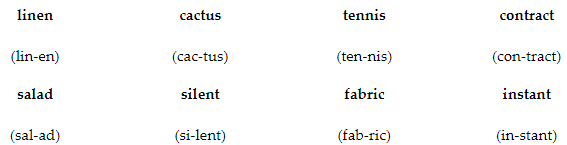 linen cactus tennis contract
(lin-en) (cac-tus) (ten-nis) (con-tract)
salad silent fabric instant
(sal-ad) (si-lent) (fab-ric) (in-stant)